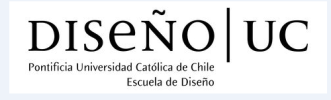 DISeÑO | UC
Pontificia Universidad Católica de Chile
Escuela de Diseño